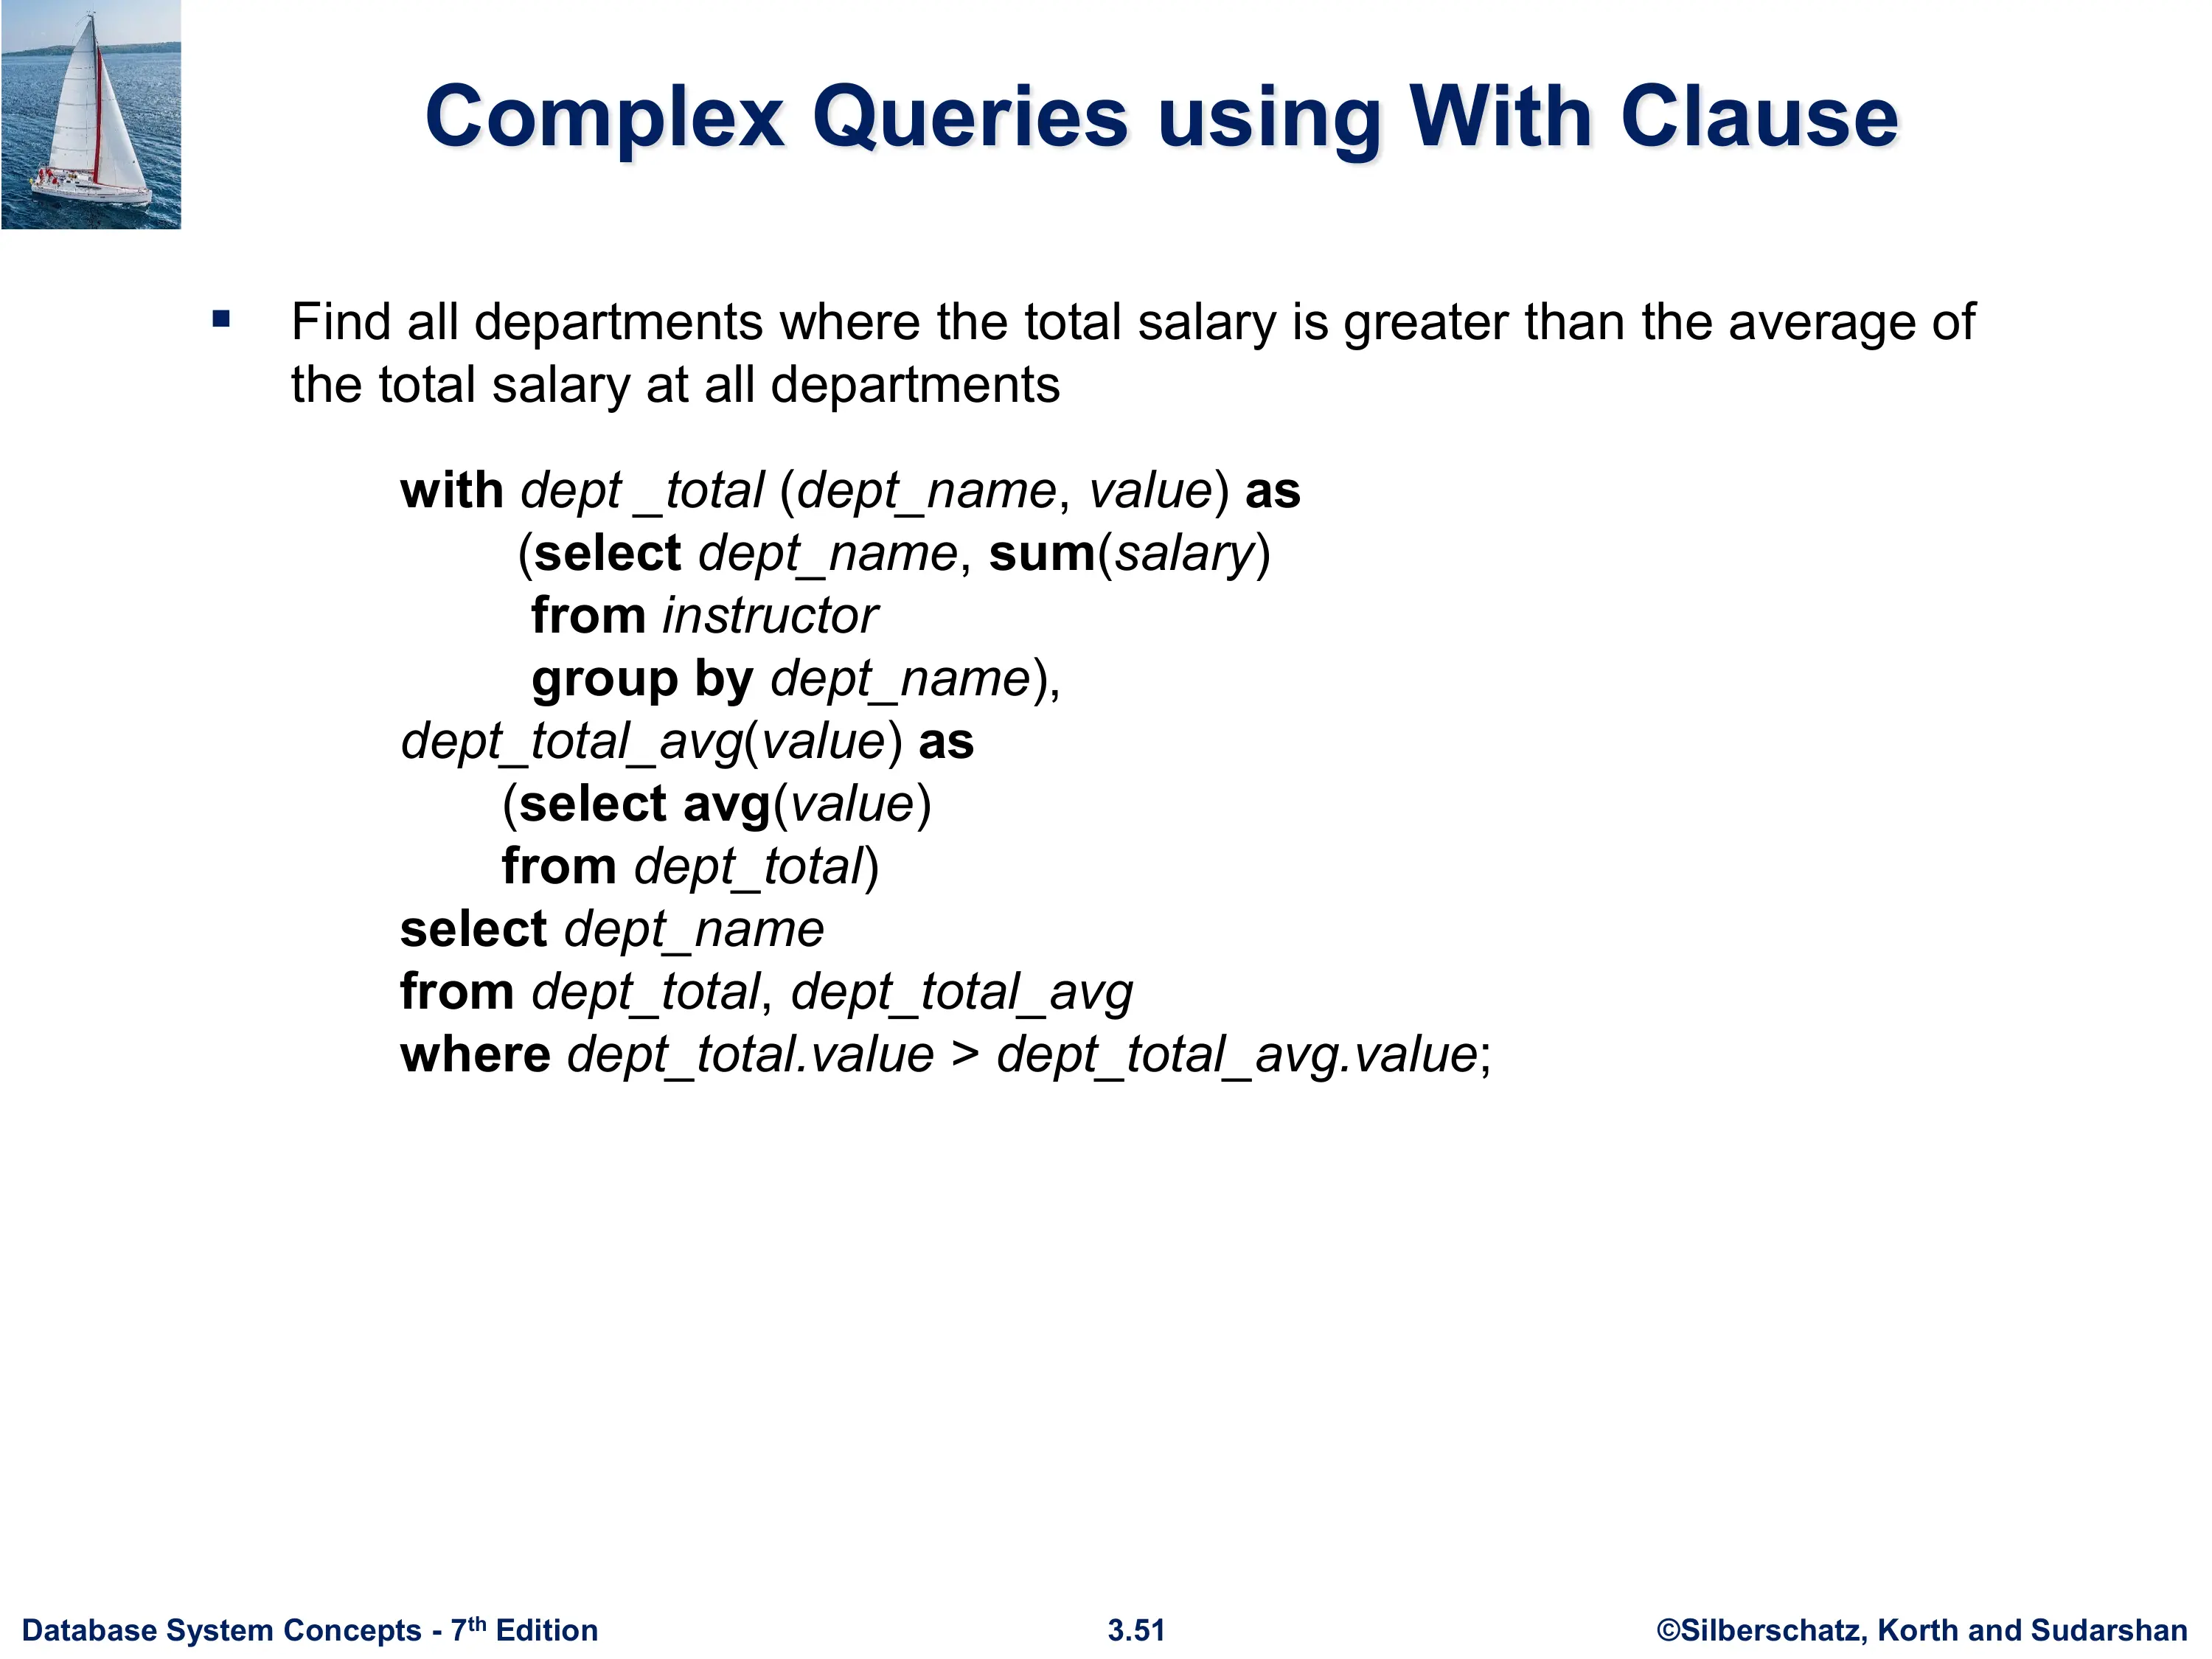 Complex Queries using With Clause
▪ Find all departments where the total salary is greater than the average of
the total salary at all departments
with dept _total (dept_name, value) as
(select dept_name, sum(salary)
from instructor
group by dept_name),
dept_total_avg(value) as
(select avg(value)
from dept_total)
select dept_name
from dept_total, dept_total_avg
where dept_total.value > dept_total_avg.value;
Database System Concepts - 7th Edition
3.51
©Silberschatz, Korth and Sudarshan